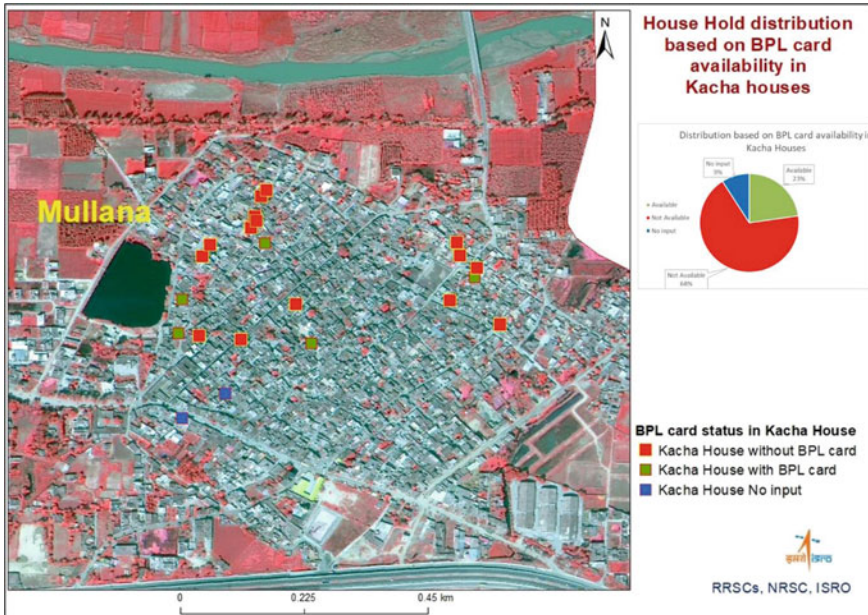 N
House Hold distribution
based on BPL card
availability in
Kacha houses
Distribution based on BPL card availability in
Kacha Houses
No input
9%
Available
23%
Available
Not Available
No input
Not Available
68%
Mullana
BPL card status in Kacha House
Kacha House without BPL card
Kacha House with BPL card
Kacha House No input
इसरो isro
RRSCs, NRSC, ISRO
0
0.225
0.45 km